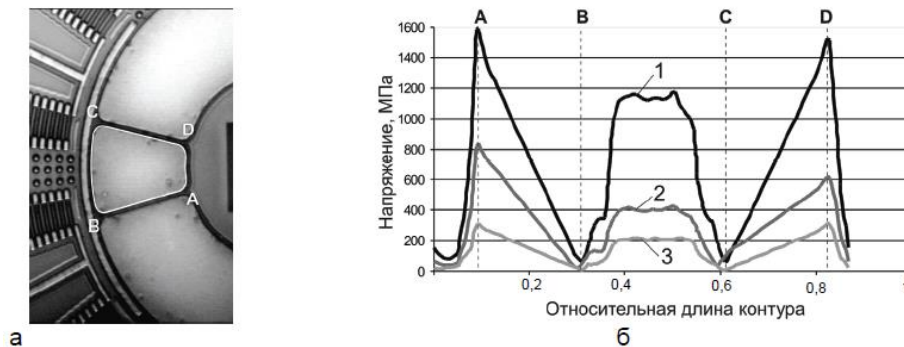 а
C
D
A
B
б
A B C D
Напряжение, МПа
1600
1400
1200
1000
800
600
400
200
0
1
2
3
0,2 0,4 0,6 0,8 1
Относительная длина контура